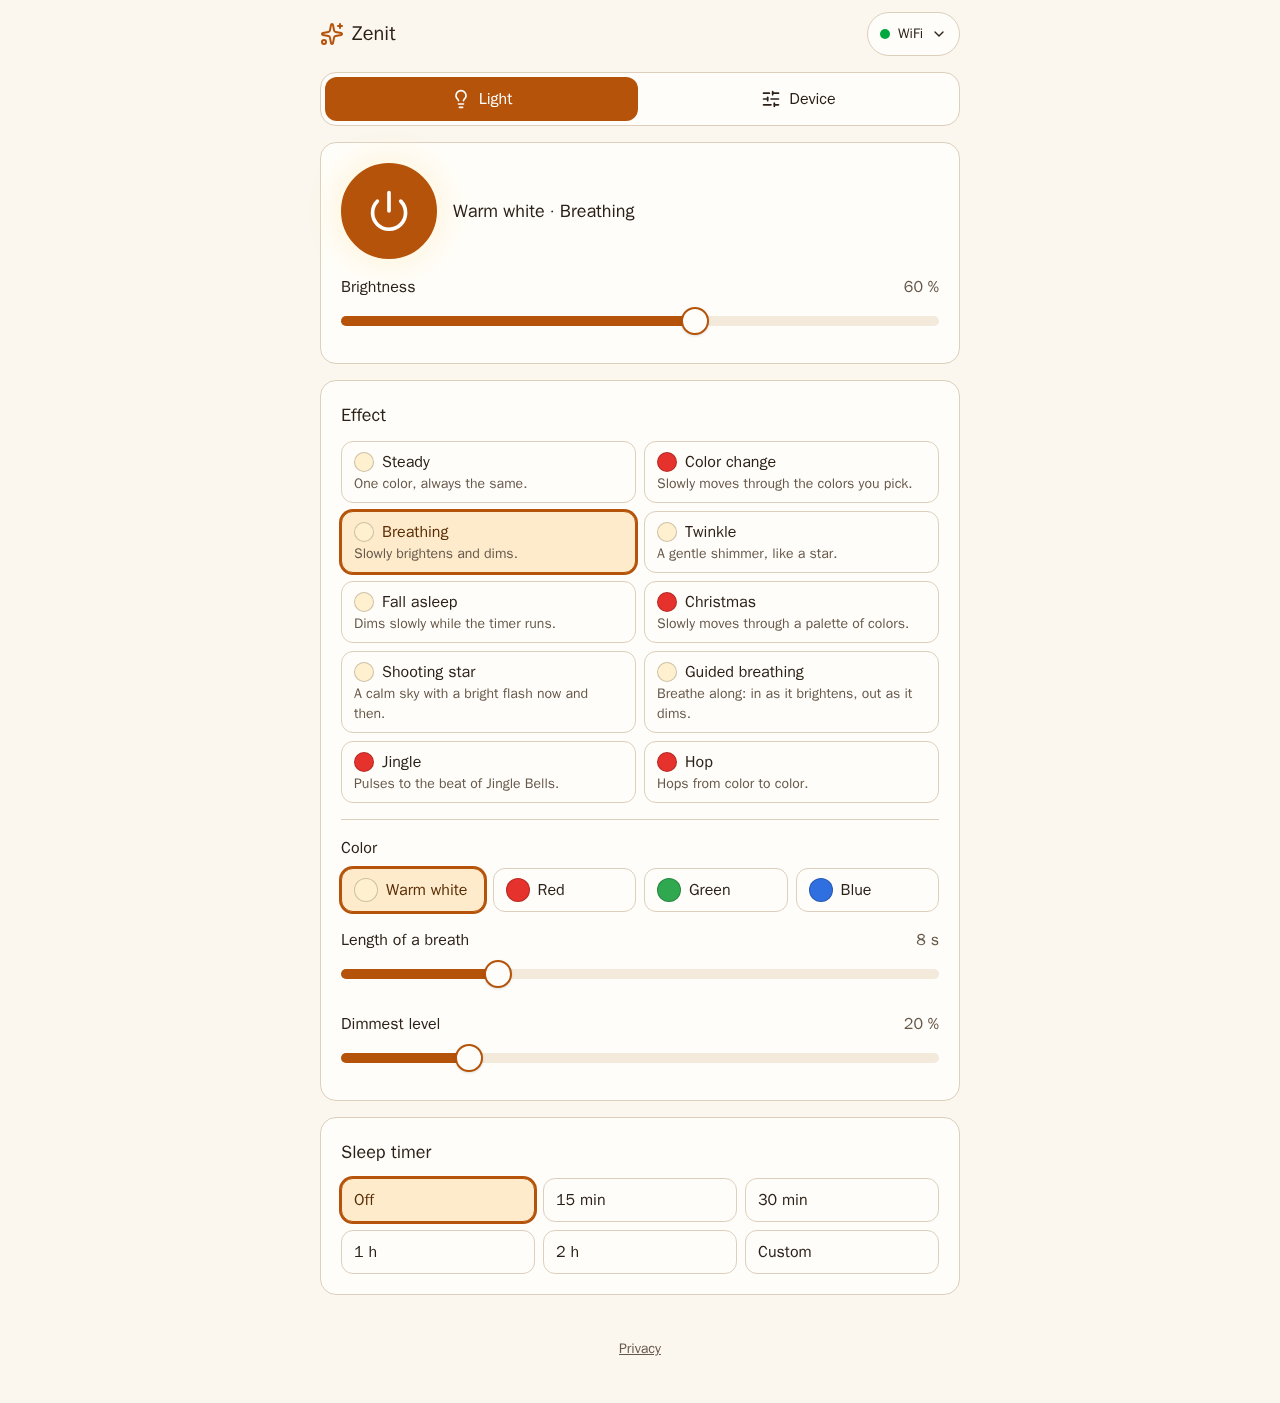 Zenit
WiFi
Light
Device
Warm white · Breathing
Brightness
60 %
Effect
Steady
One color, always the same.
Color change
Slowly moves through the colors you pick.
Breathing
Slowly brightens and dims.
Twinkle
A gentle shimmer, like a star.
Fall asleep
Dims slowly while the timer runs.
Christmas
Slowly moves through a palette of colors.
Shooting star
A calm sky with a bright flash now and
then.
Guided breathing
Breathe along: in as it brightens, out as it
dims.
Jingle
Pulses to the beat of Jingle Bells.
Hop
Hops from color to color.
Color
Warm white
Red
Green
Blue
Length of a breath
8 s
Dimmest level
20 %
Sleep timer
Off
15 min
30 min
1 h
2 h
Custom
Privacy